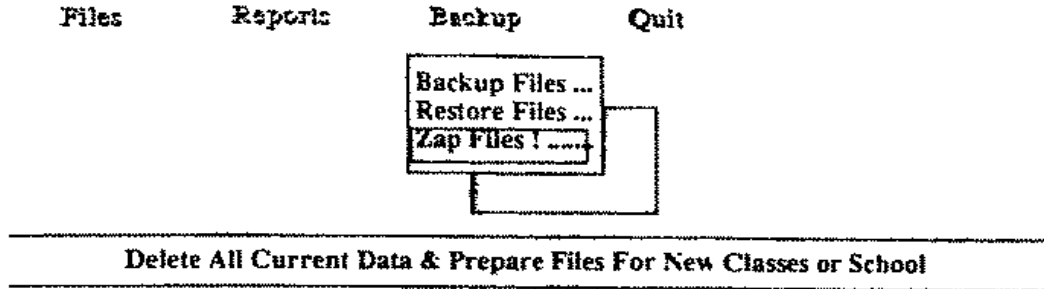 Files Reports Backup Quit
Backup Files ...
Restore Files ...
Zap Files ! .......
Delete All Current Data & Prepare Files For New Classes or School